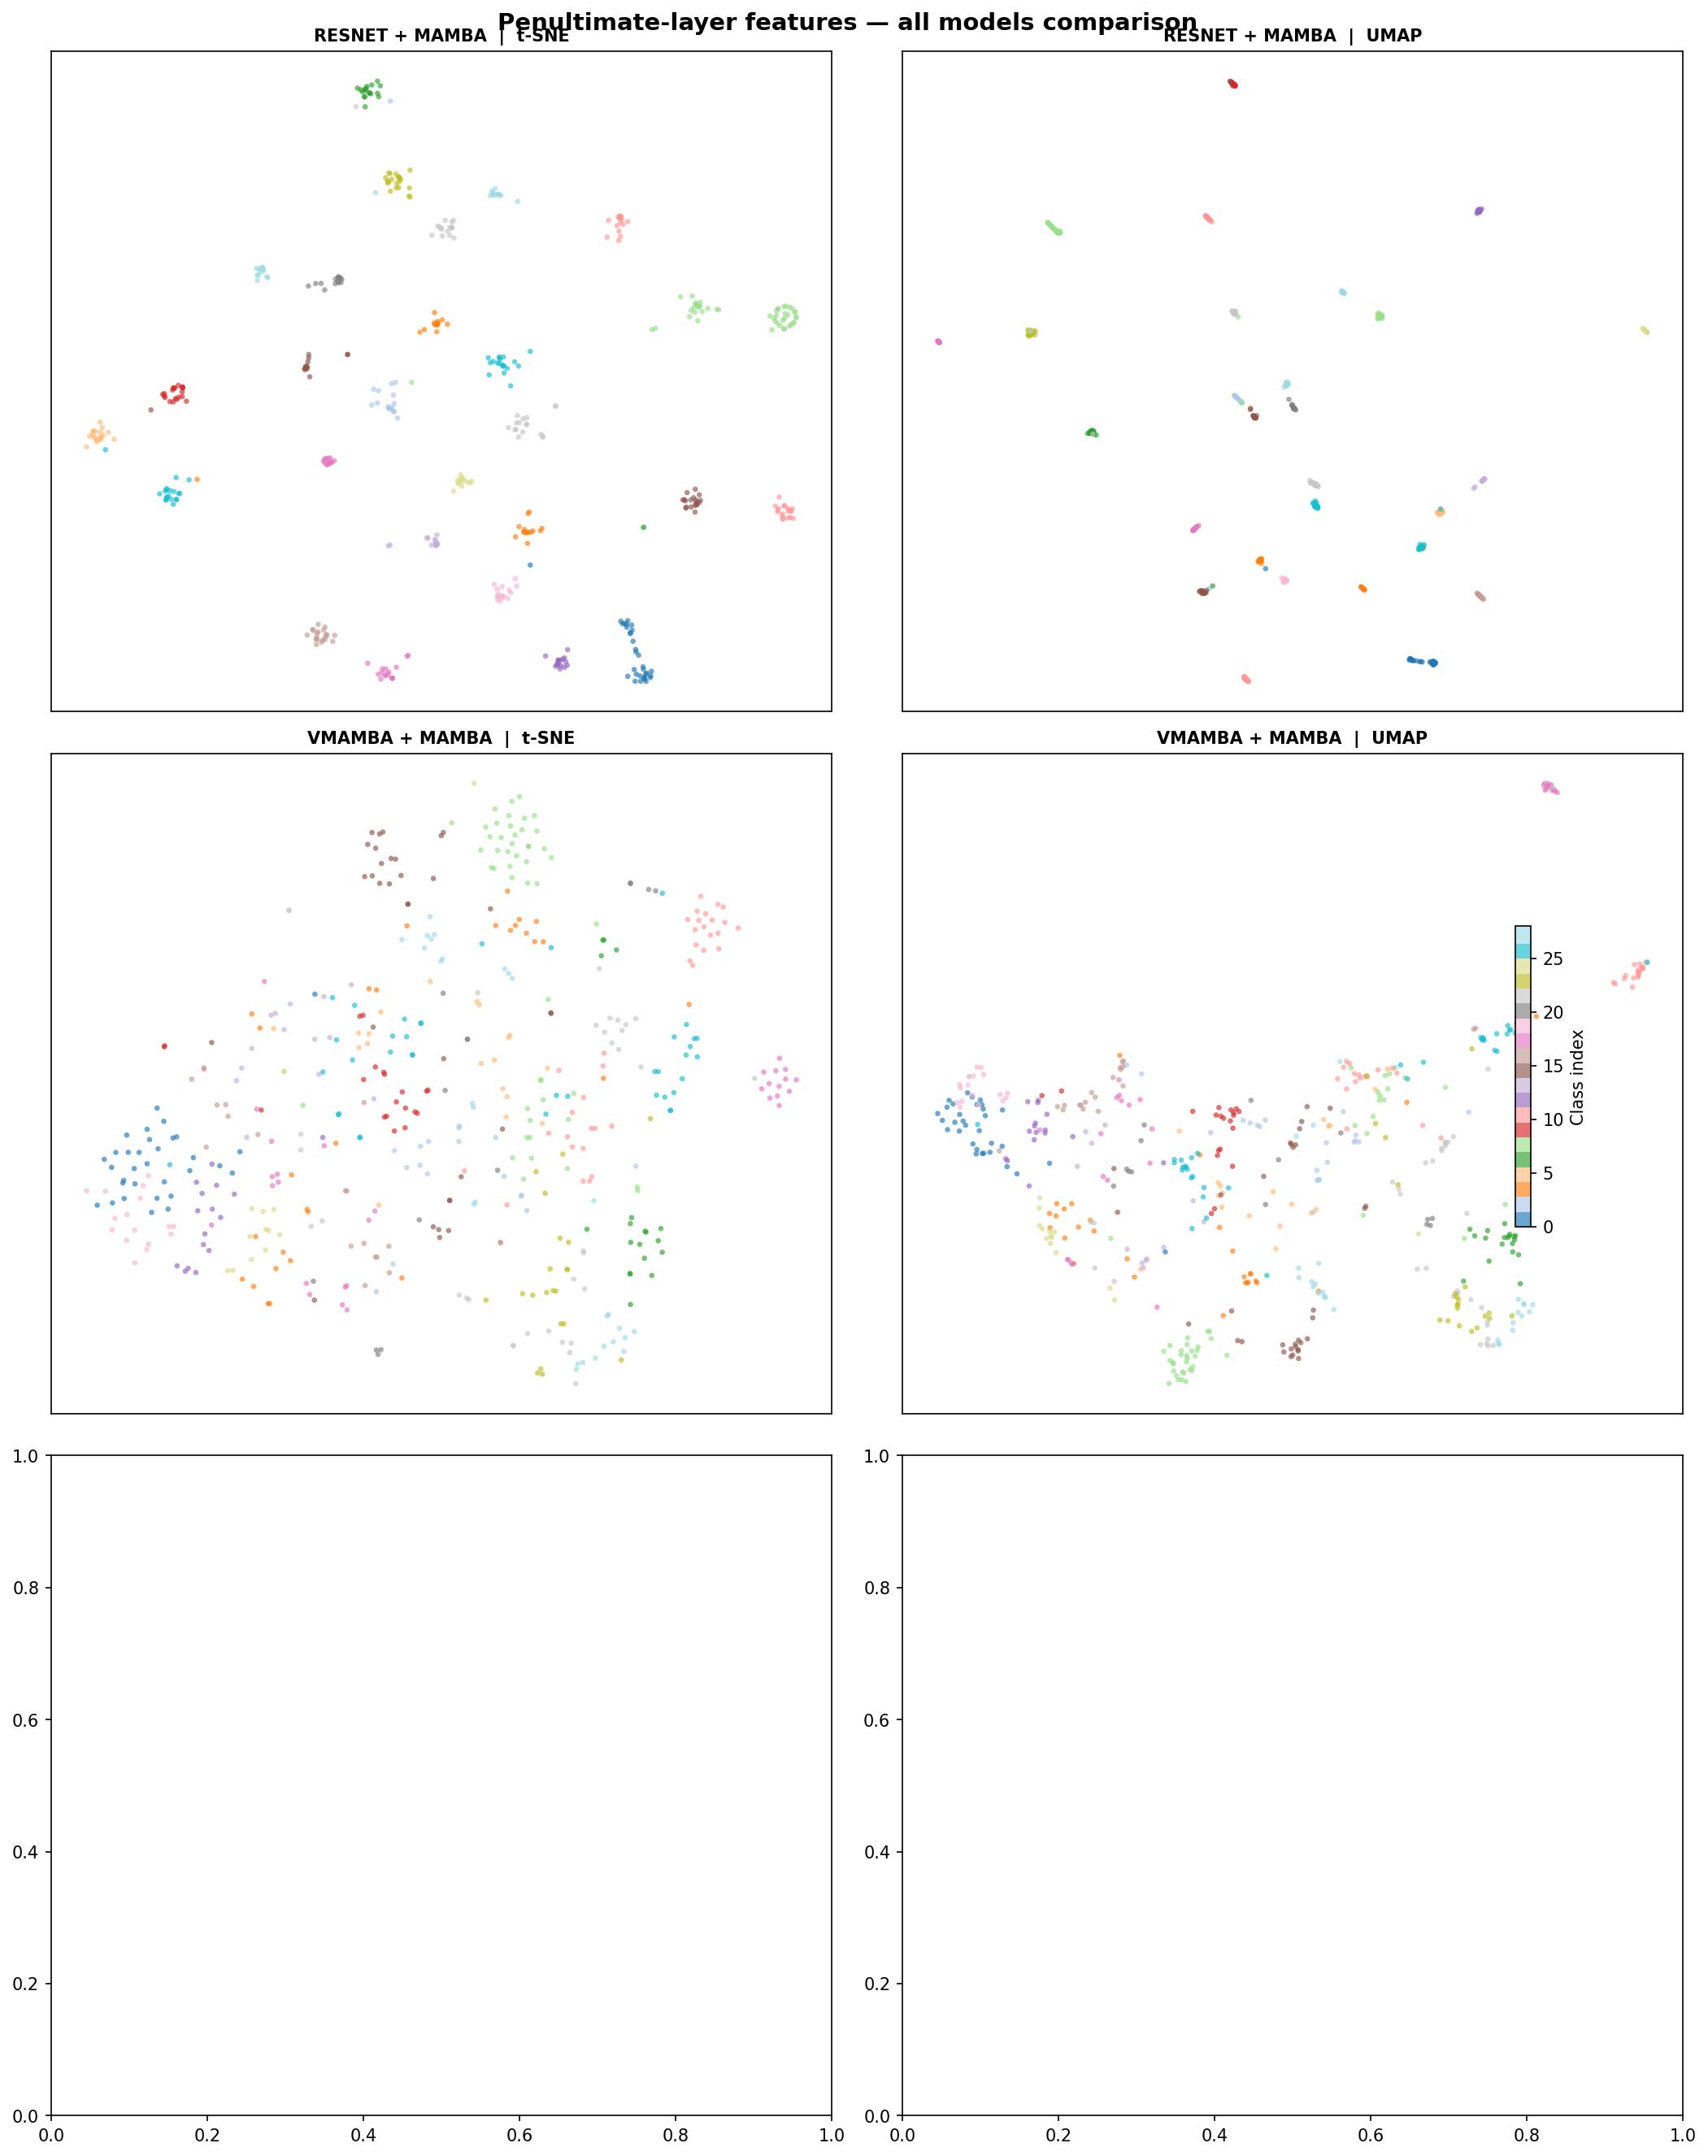 Penultimate-layer features — all models comparison
RESNET + MAMBA | t-SNE
RESNET + MAMBA | UMAP
VMAMBA + MAMBA | t-SNE
VMAMBA + MAMBA | UMAP
25
20
15
10
5
0
Class index
1.0
0.8
0.6
0.4
0.2
0.0
0.0 0.2 0.4 0.6 0.8 1.0
1.0
0.8
0.6
0.4
0.2
0.0
0.0 0.2 0.4 0.6 0.8 1.0